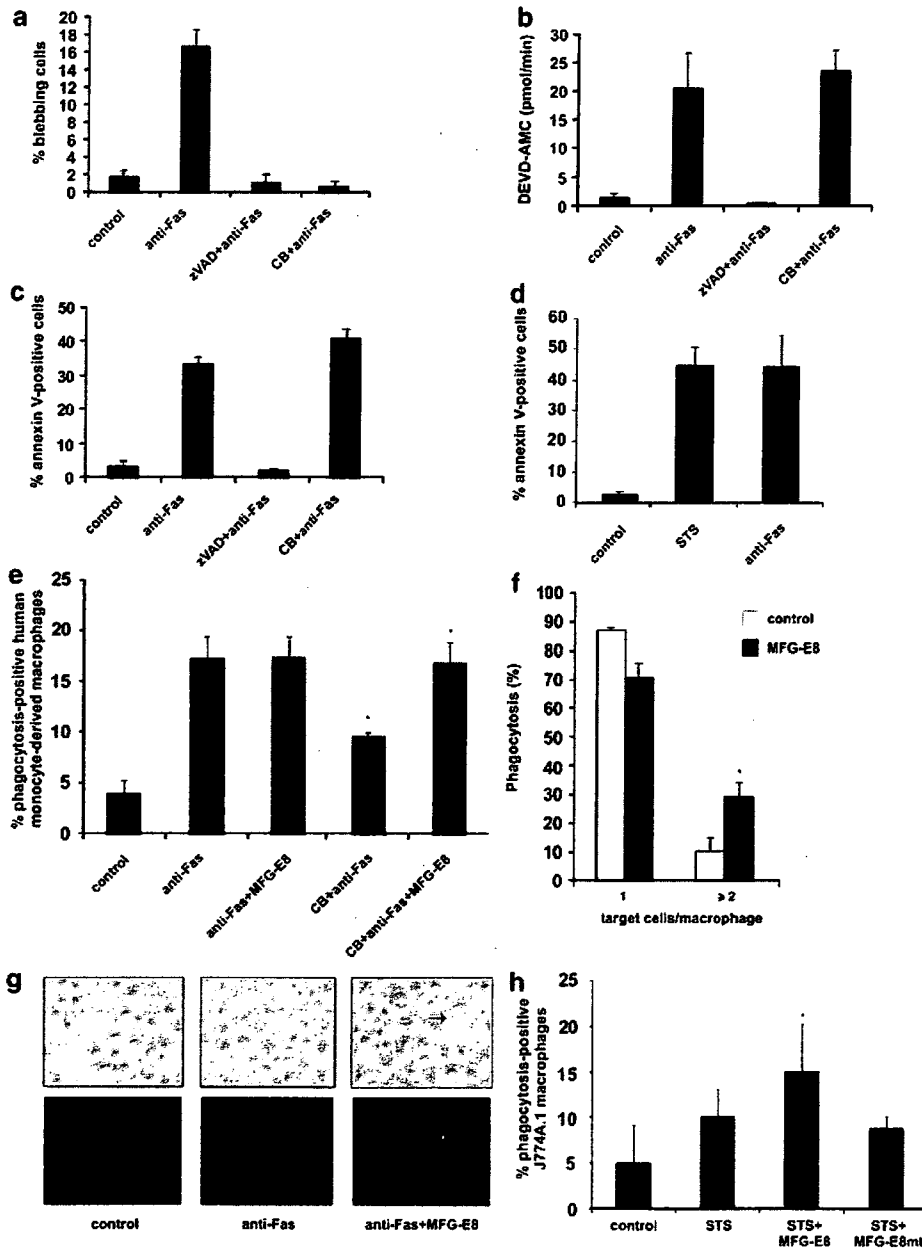 a
% blebbing cells
20
18
16
14
12
10
8
6
4
2
0
control
anti-Fas
zVAD+anti-Fas
CB+anti-Fas
b
DEVD-AMC (pmol/min)
30
25
20
15
10
5
0
control
anti-Fas
zVAD+anti-Fas
CB+anti-Fas
c
% annexin V-positive cells
50
40
30
20
10
0
control
anti-Fas
zVAD+anti-Fas
CB+anti-Fas
d
% annexin V-positive cells
60
50
40
30
20
10
0
control
STS
anti-Fas
e
% phagocytosis-positive human
monocyte-derived macrophages
25
20
15
10
5
0
*
*
control
anti-Fas
anti-Fas+MFG-E8
CB+anti-Fas
CB+anti-Fas+MFG-E8
f
Phagocytosis (%)
100
90
80
70
60
50
40
30
20
10
0
control
MFG-E8
*
1
⩾2
target cells/macrophage
g
control
anti-Fas
anti-Fas+MFG-E8
h
% phagocytosis-positive
J774A.1 macrophages
25
20
15
10
5
0
*
control
STS
STS+
MFG-E8
STS+
MFG-E8mt